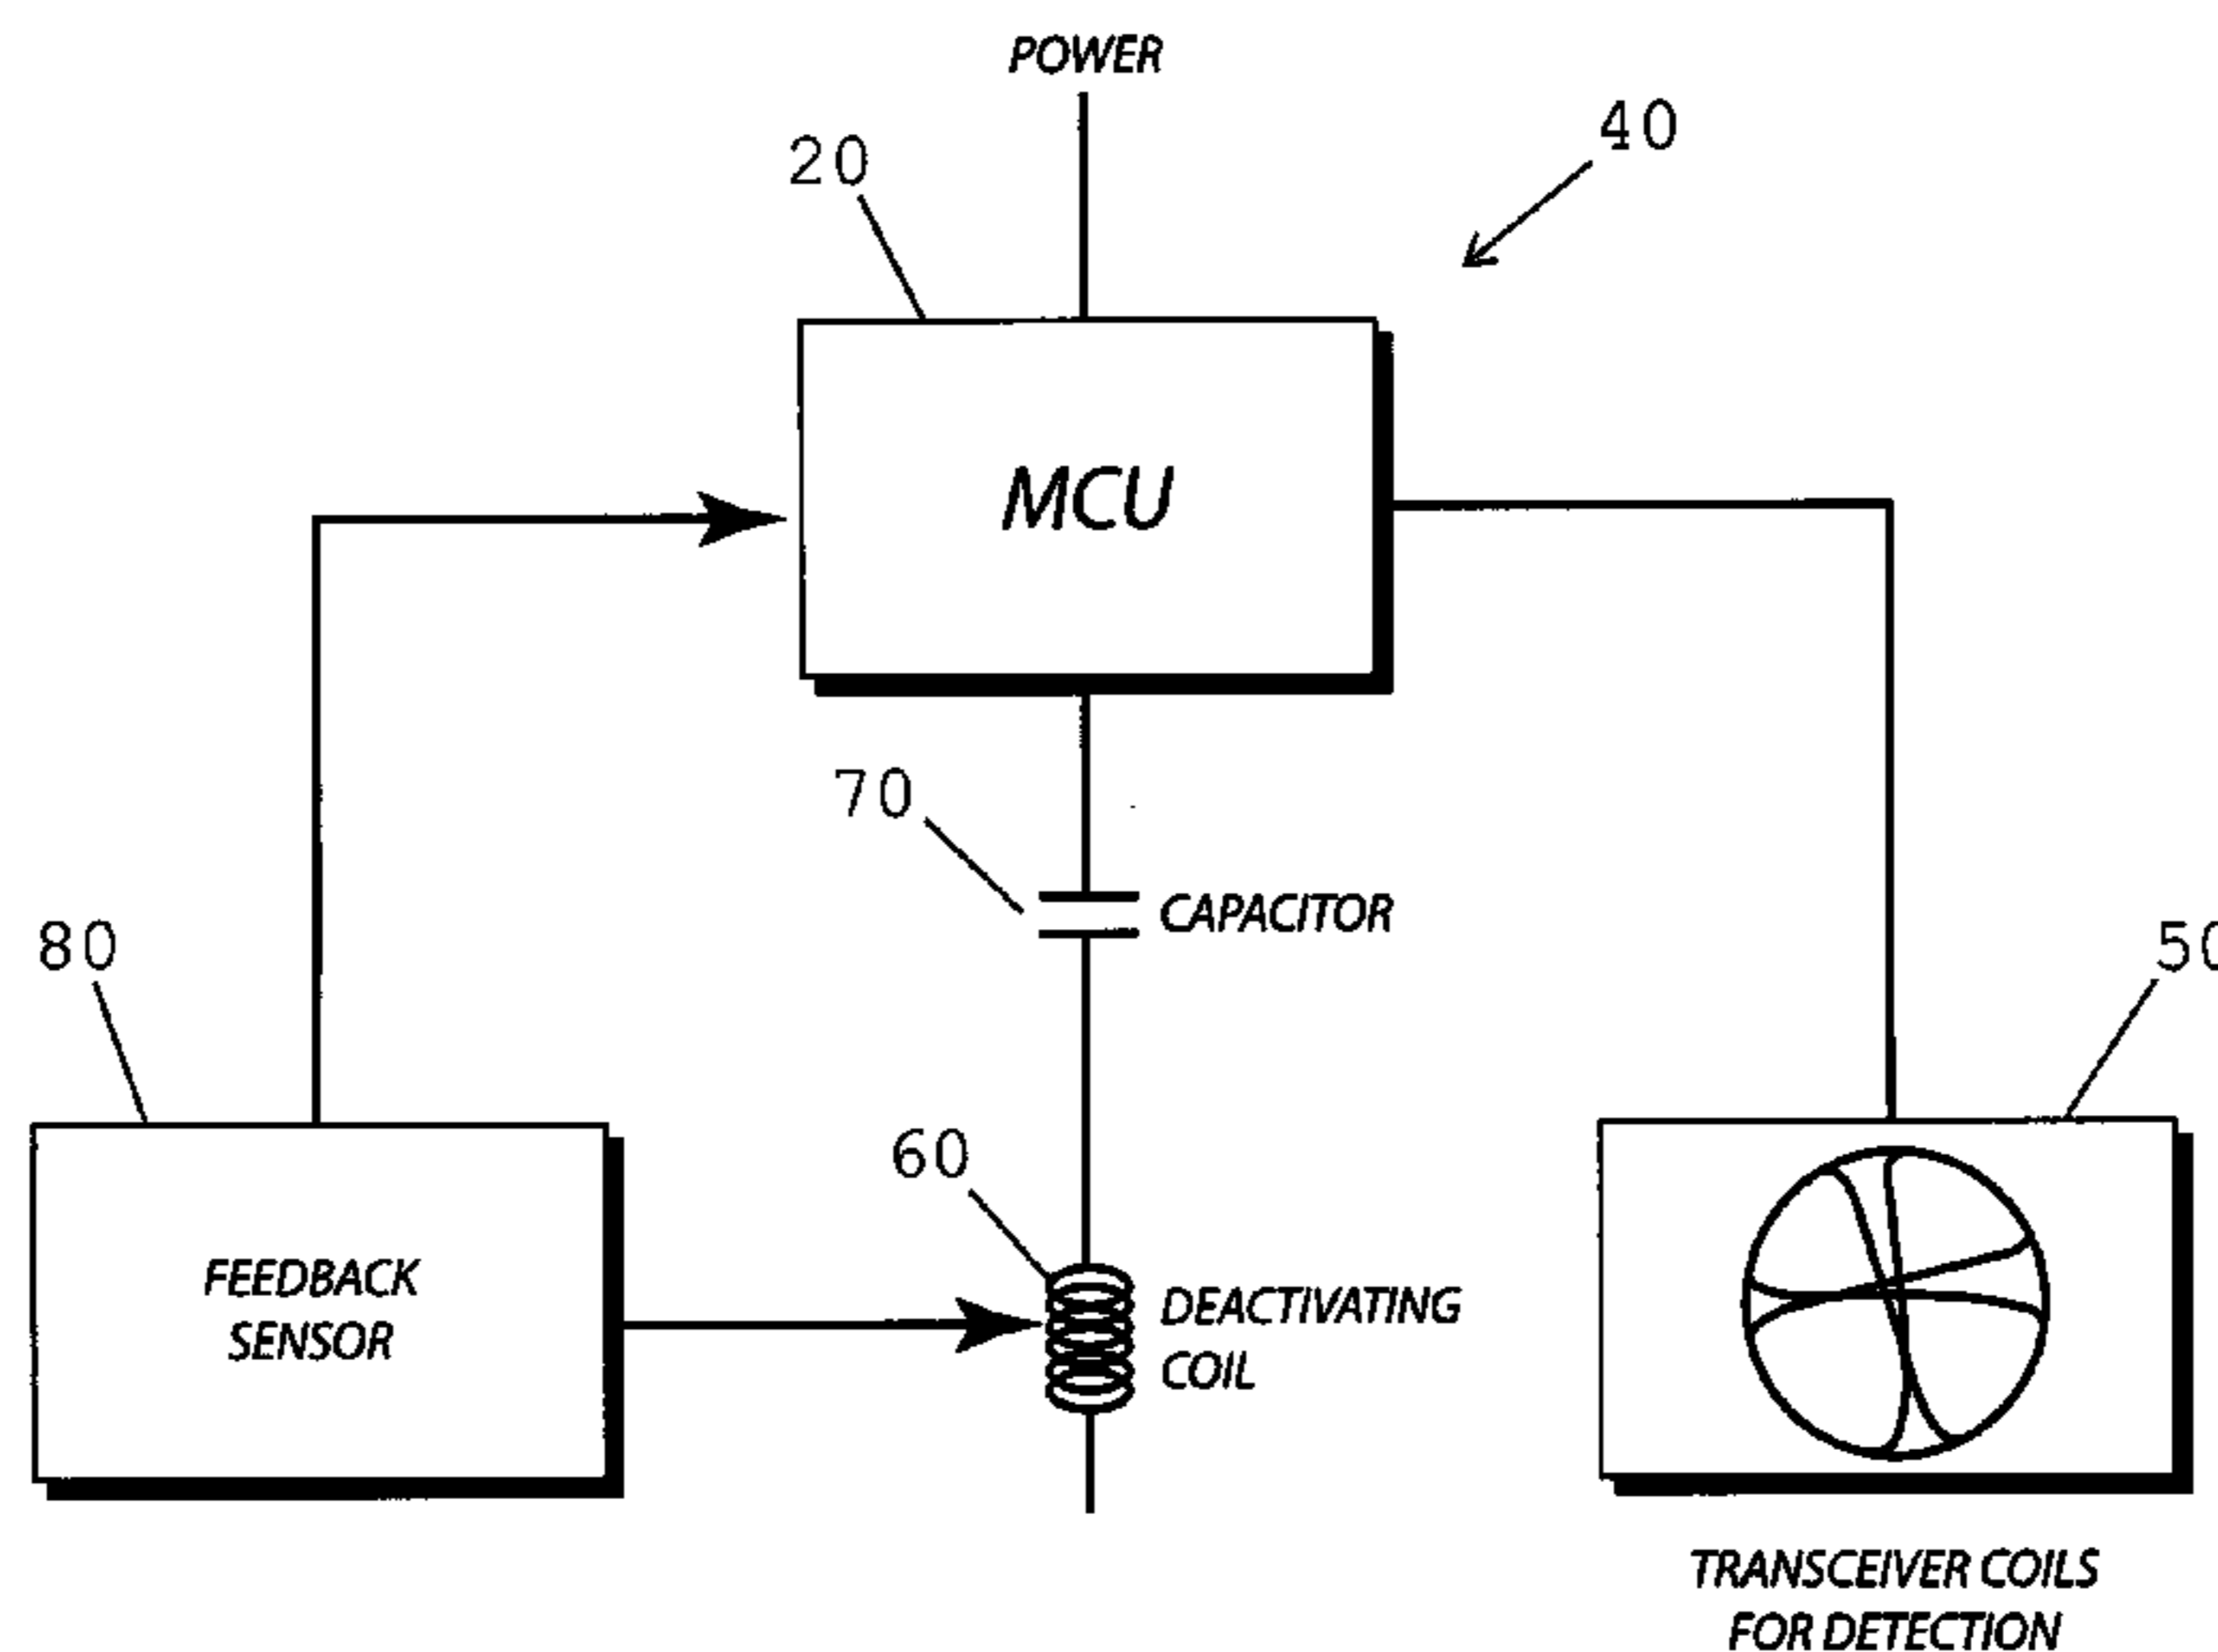 POWER
20
40
MCU
70
CAPACITOR
80
50
60
FEEDBACK
SENSOR
DEACTIVATING
COIL
TRANSCEIVER COILS
FOR DETECTION